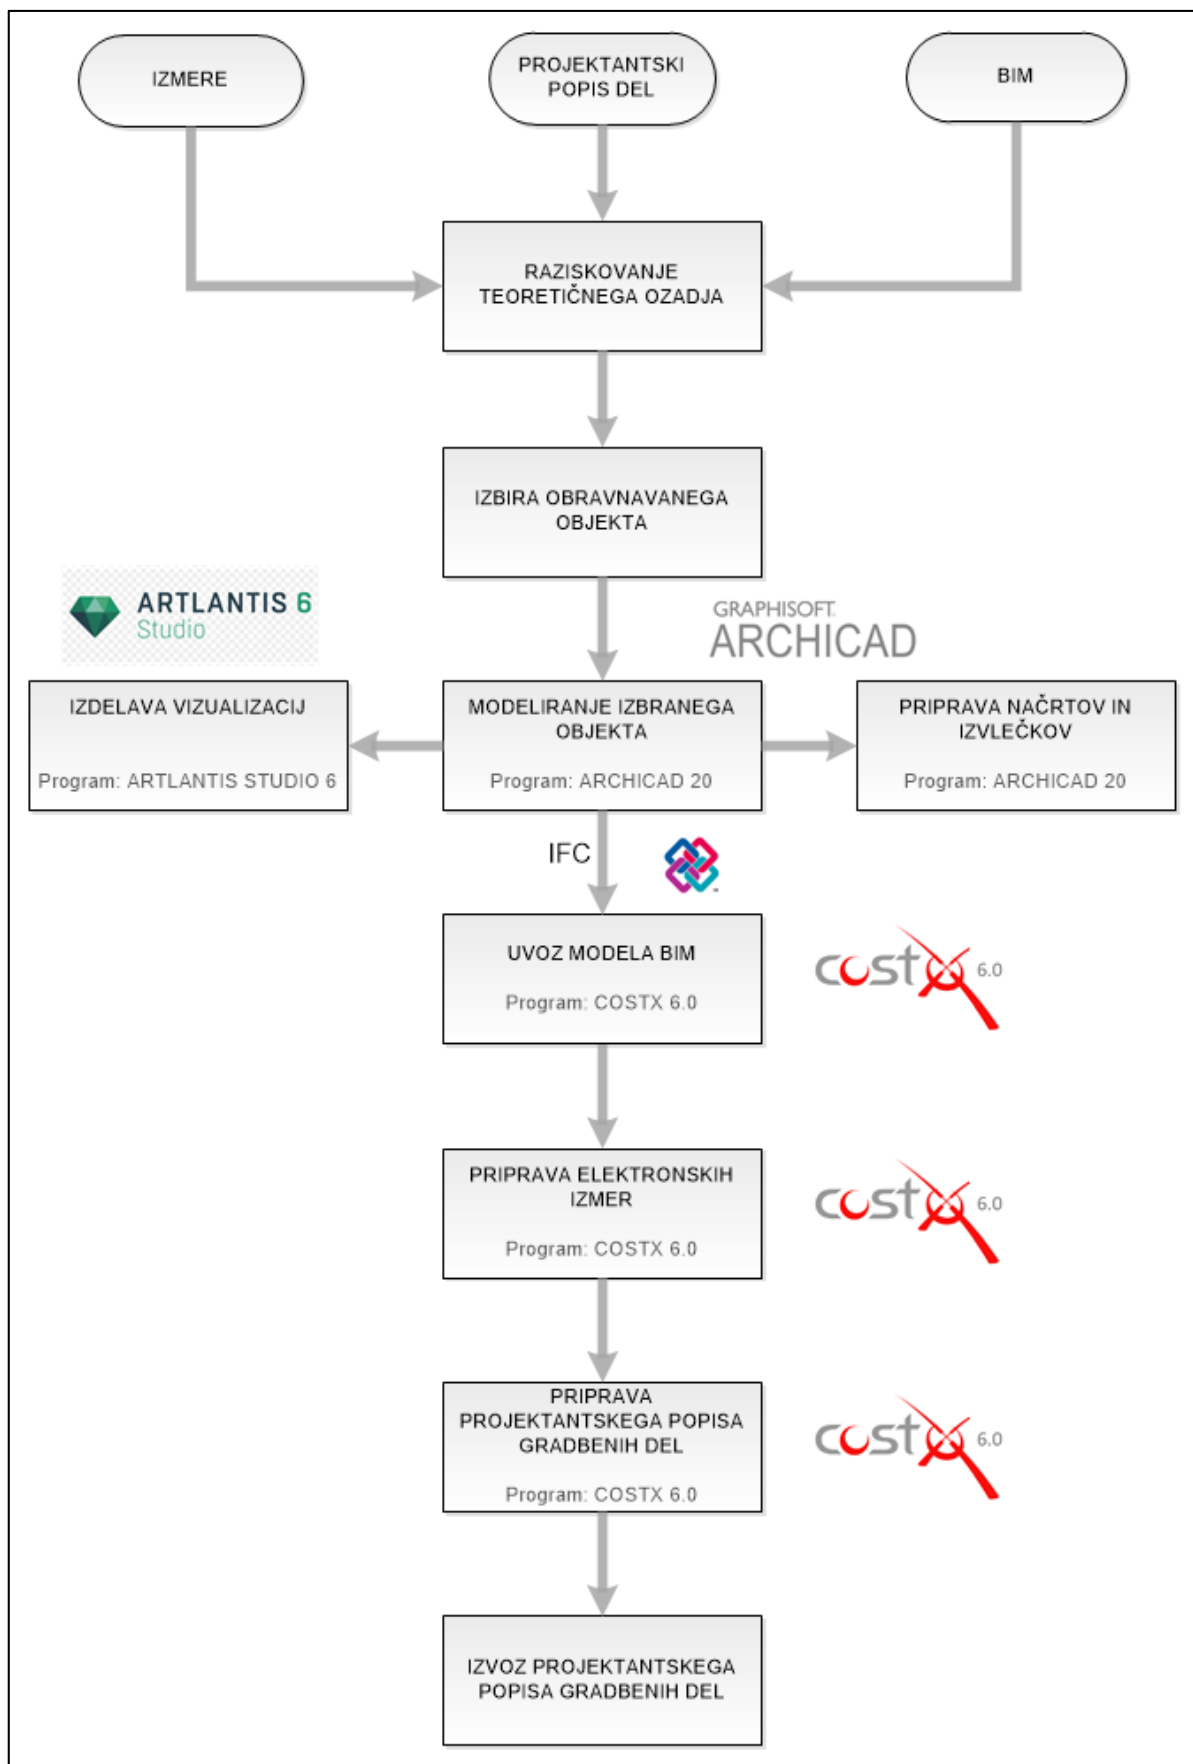 IZMERE
PROJEKTANTSKI
POPIS DEL
BIM
RAZISKOVANJE
TEORETIČNEGA OZADJA
IZBIRA OBRAVNAVANEGA
OBJEKTA
ARTLANTIS 6
Studio
GRAPHISOFT.
ARCHICAD
IZDELAVA VIZUALIZACIJ
Program: ARTLANTIS STUDIO 6
MODELIRANJE IZBRANEGA
OBJEKTA
Program: ARCHICAD 20
PRIPRAVA NAČRTOV IN
IZVLEČKOV
Program: ARCHICAD 20
IFC
UVOZ MODELA BIM
Program: COSTX 6.0
costX 6.0
PRIPRAVA ELEKTRONSKIH
IZMER
Program: COSTX 6.0
costX 6.0
PRIPRAVA
PROJEKTANTSKEGA POPISA
GRADBENIH DEL
Program: COSTX 6.0
costX 6.0
IZVOZ PROJEKTANTSKEGA
POPISA GRADBENIH DEL